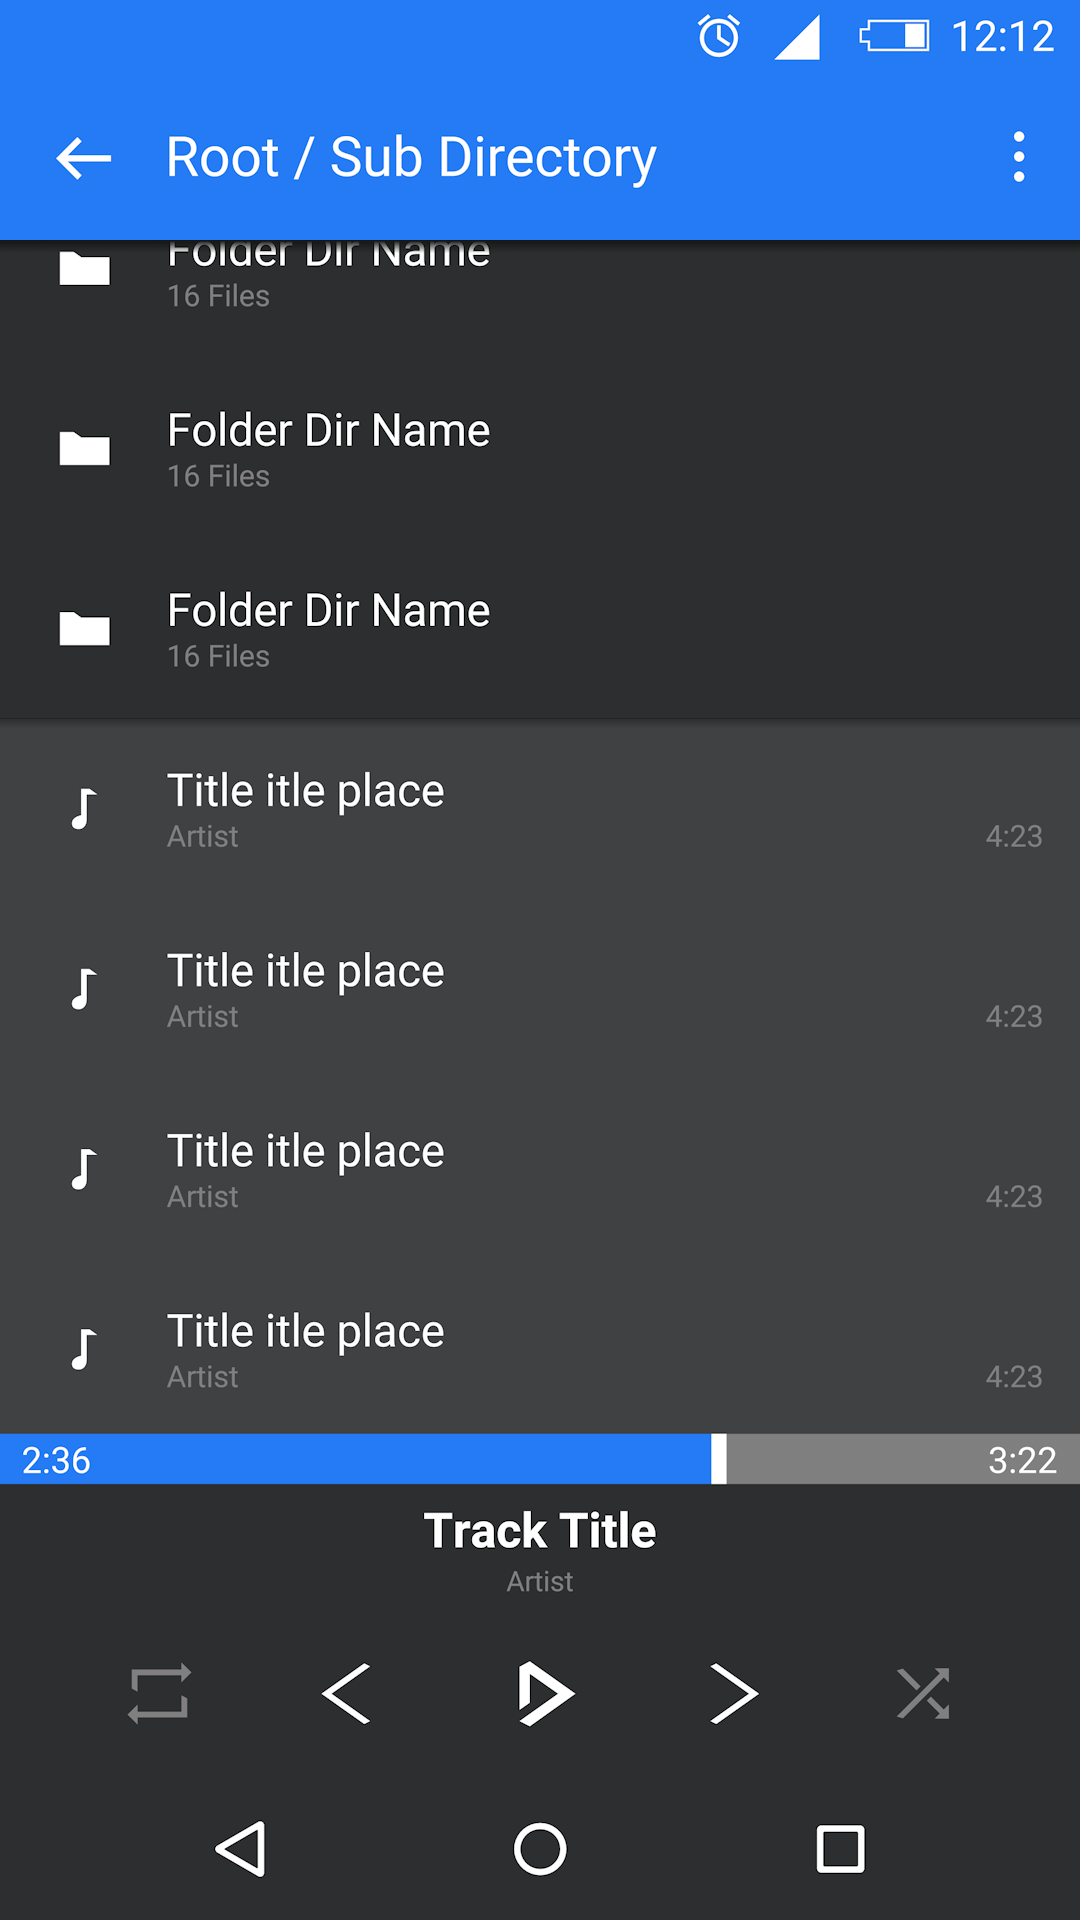 12:12
Root / Sub Directory
Folder Dir Name
16 Files
Folder Dir Name
16 Files
Folder Dir Name
16 Files
Title itle place
Artist 4:23
Title itle place
Artist 4:23
Title itle place
Artist 4:23
Title itle place
Artist 4:23
2:36 3:22
Track Title
Artist